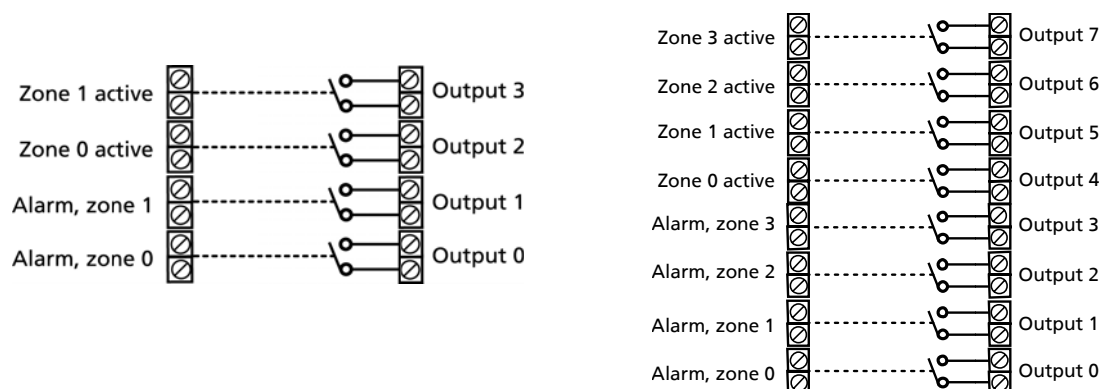 Zone 1 active Output 3
Zone 0 active Output 2
Alarm, zone 1 Output 1
Alarm, zone 0 Output 0
Zone 3 active Output 7
Zone 2 active Output 6
Zone 1 active Output 5
Zone 0 active Output 4
Alarm, zone 3 Output 3
Alarm, zone 2 Output 2
Alarm, zone 1 Output 1
Alarm, zone 0 Output 0